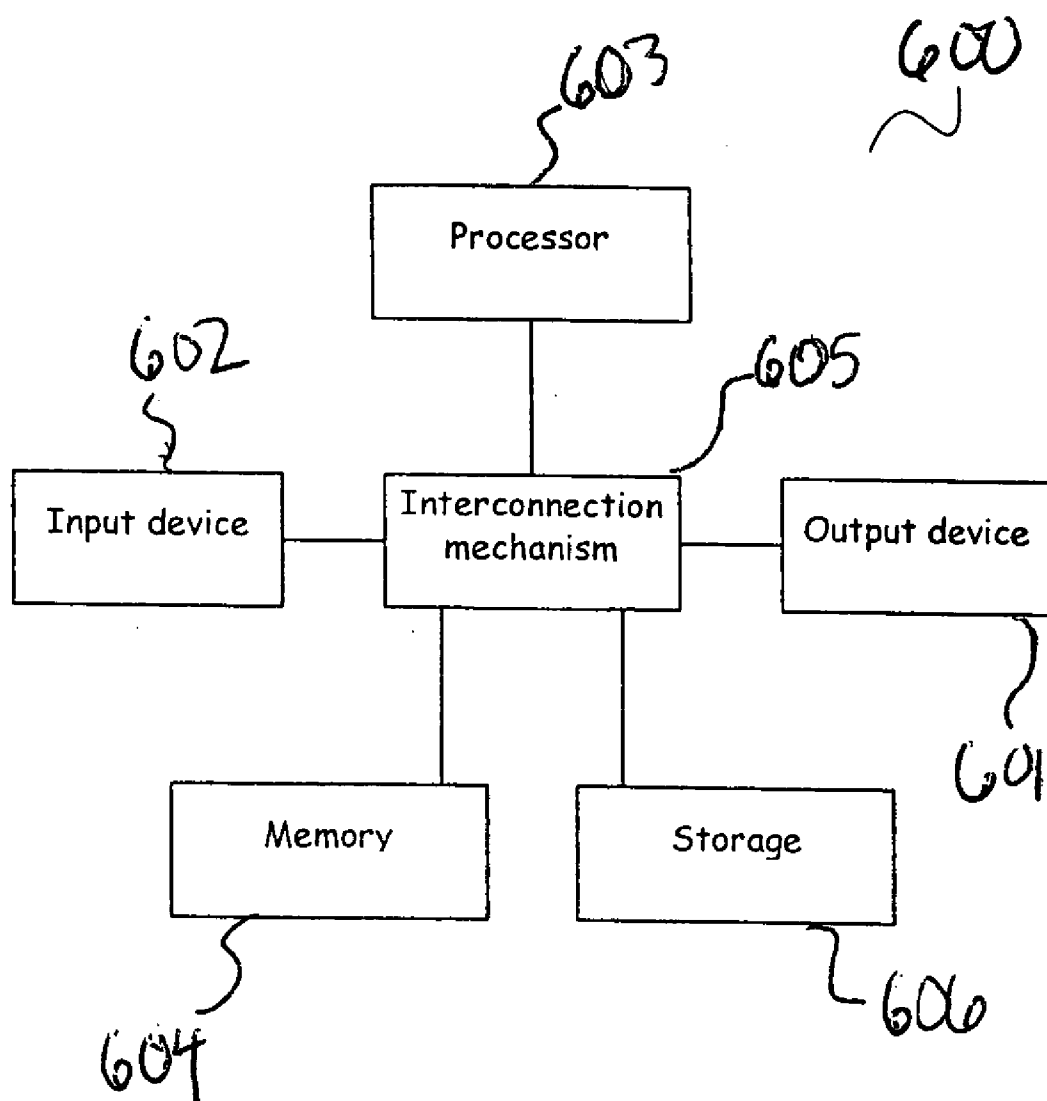 600
603
Processor
602
605
Input device
Interconnection
mechanism
Output device
601
Memory
Storage
606
604